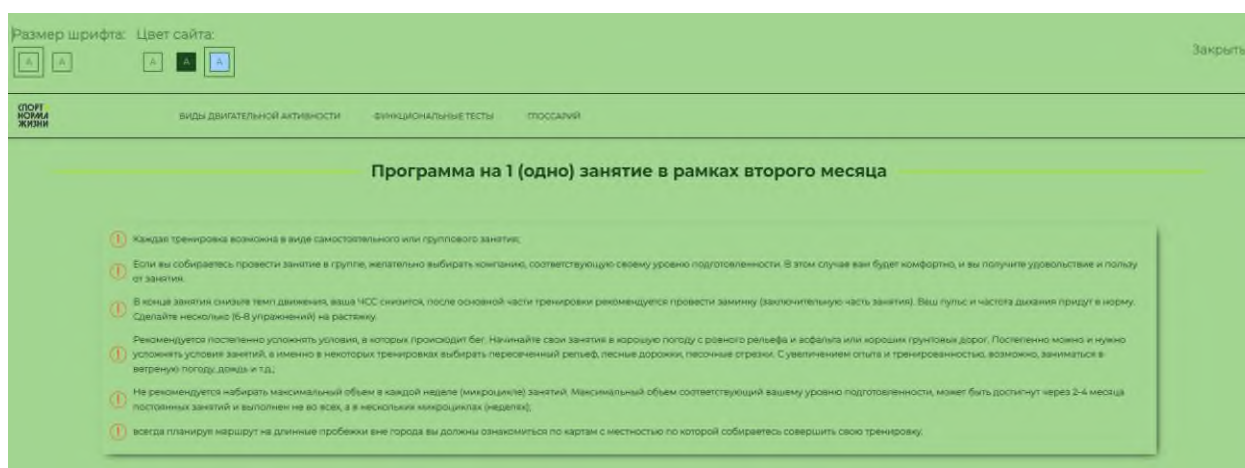 Размер шрифта: Цвет сайта:
А А А А А
Закрыть
СПОРТ
НОРМА
ЖИЗНИ
ВИДЫ ДВИГАТЕЛЬНОЙ АКТИВНОСТИ ФУНКЦИОНАЛЬНЫЕ ТЕСТЫ ГЛОССАРИЙ
Программа на 1 (одно) занятие в рамках второго месяца
Каждая тренировка возможна в виде самостоятельного или группового занятия;
Если вы собираетесь провести занятие в группе, желательно выбирать компанию, соответствующую своему уровню подготовленности. В этом случае вам будет комфортно, и вы получите удовольствие и пользу
от занятия.
В конце занятия снизьте темп движения, ваша ЧСС снизится, после основной части тренировки рекомендуется провести заминку (заключительную часть занятия). Ваш пульс и частота дыхания придут в норму.
Сделайте несколько (6-8 упражнений) на растяжку.
Рекомендуется постепенно усложнять условия, в которых происходит бег. Начинайте свои занятия в хорошую погоду с ровного рельефа и асфальта или хороших грунтовых дорог. Постепенно можно и нужно
усложнять условия занятий, а именно в некоторых тренировках выбирать пересеченный рельеф, лесные дорожки, песочные отрезки. С увеличением опыта и тренированностью, возможно, заниматься в
ветреную погоду, дождь и т.д.;
Не рекомендуется набирать максимальный объем в каждой неделе (микроцикле) занятий. Максимальный объем соответствующий вашему уровню подготовленности, может быть достигнут через 2-4 месяца
постоянных занятий и выполнен не во всех, а в нескольких микроциклах (неделях);
всегда планируя маршрут на длинные пробежки вне города вы должны ознакомиться по картам с местностью по которой собираетесь совершить свою тренировку;